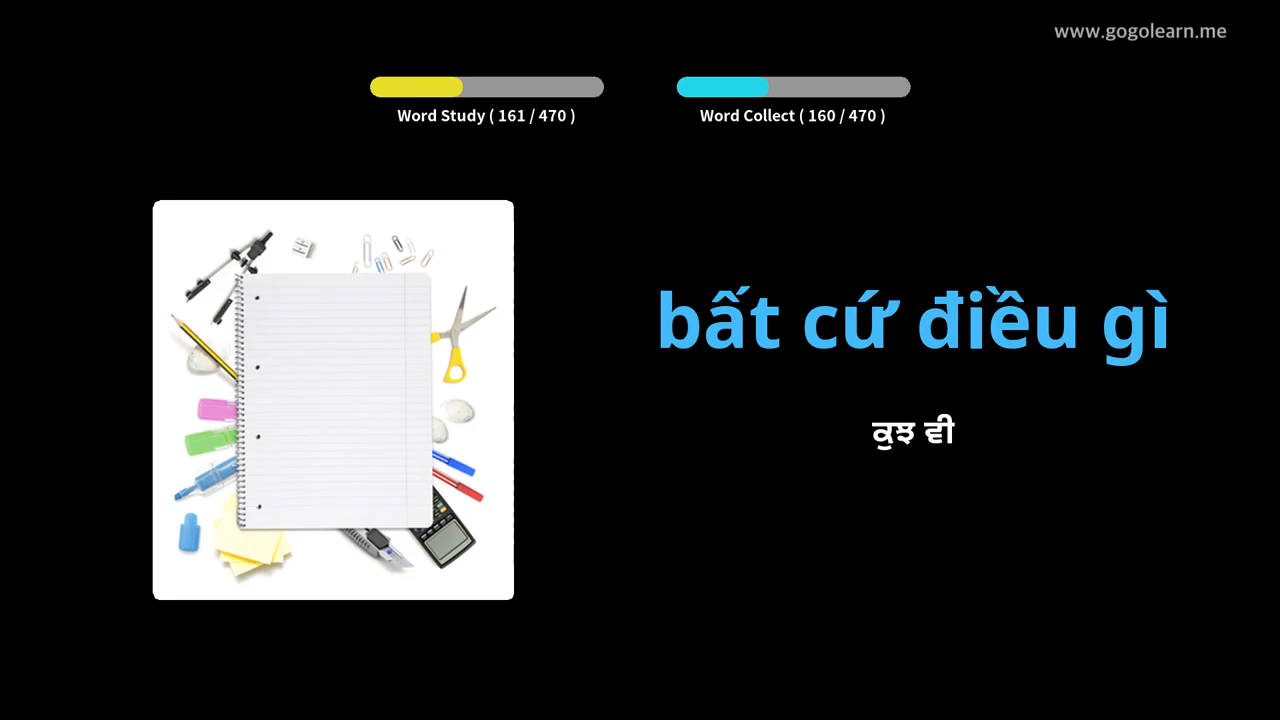 www.gogolearn.me
Word Study ( 161 / 470 )
Word Collect ( 160 / 470 )
bất cứ điều gì
ਕੁਝ ਵੀ